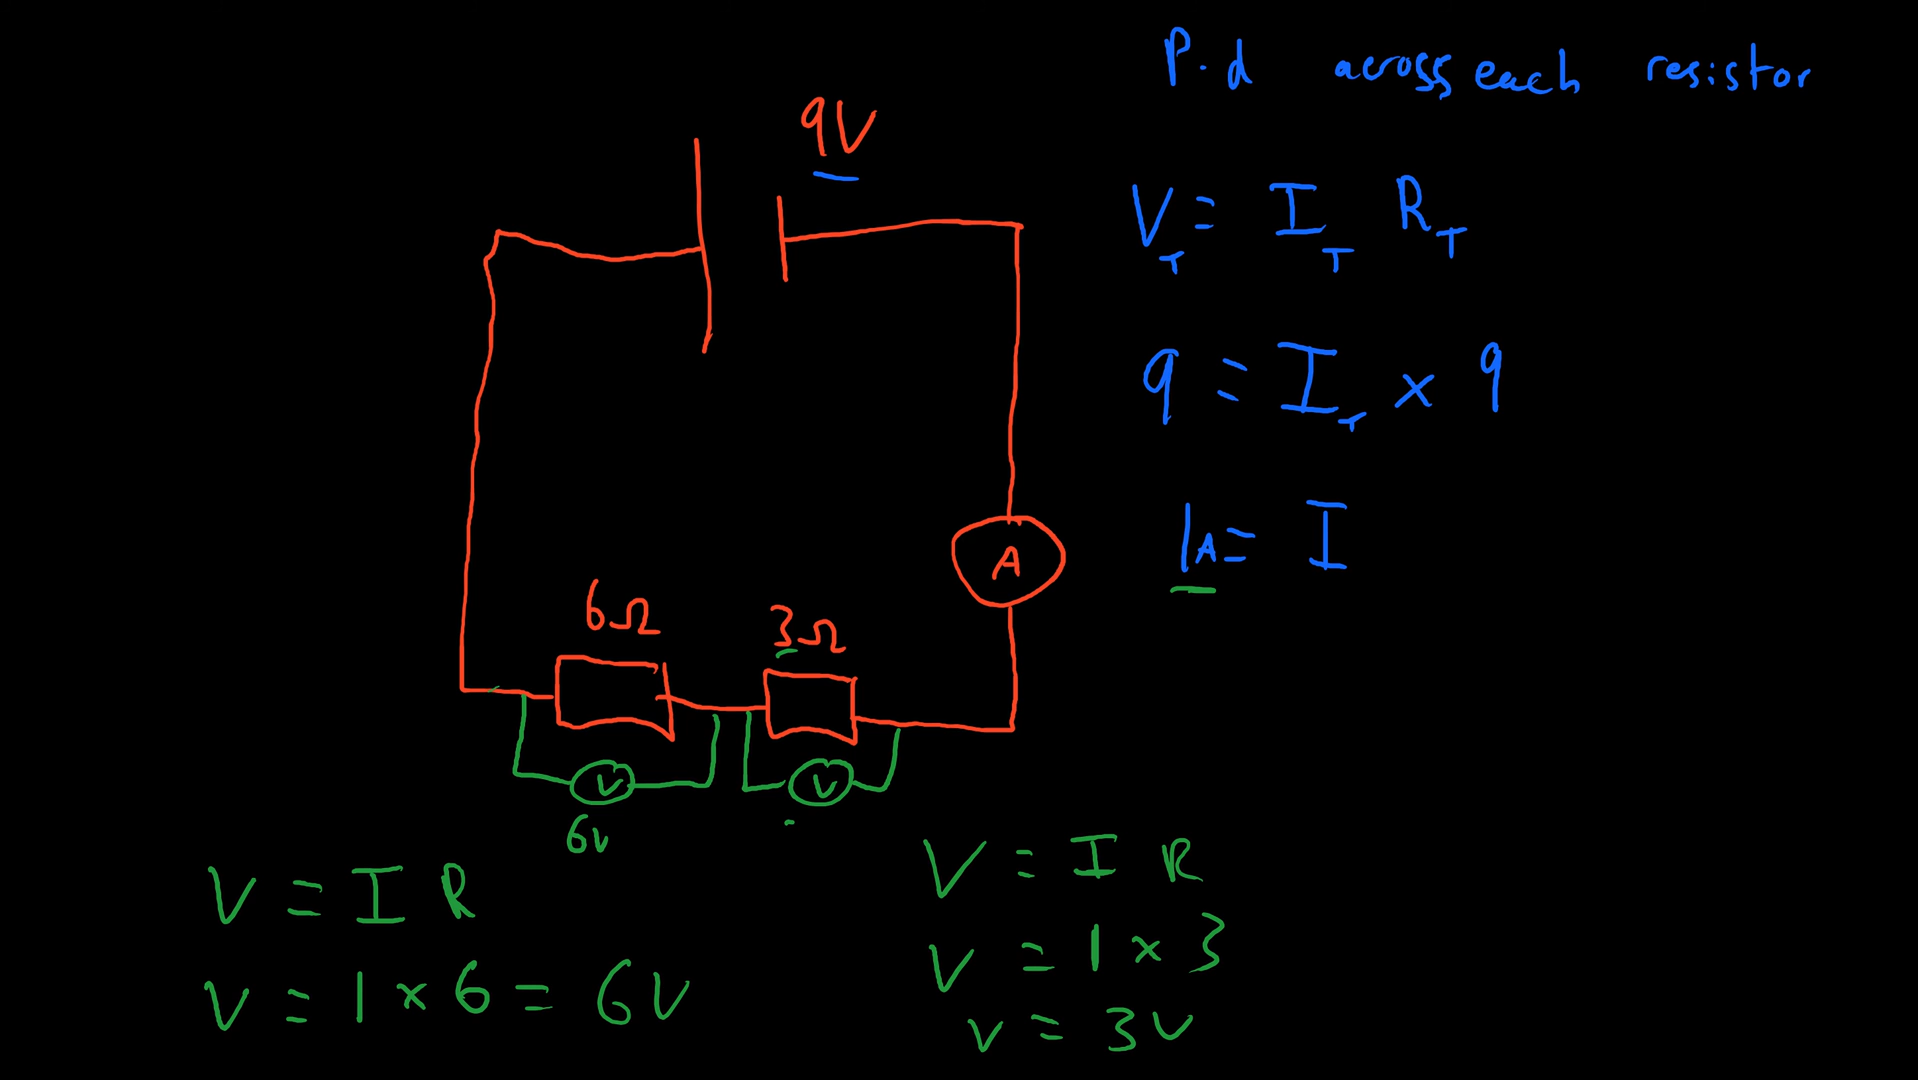 P.d across each resistor
9V
V_T = I_T R_T
9 = I_T × 9
1A = I
A
6Ω
3Ω
V
V
6V
V = I R
V = 1 × 6 = 6V
V = I R
V = 1 × 3
V = 3V